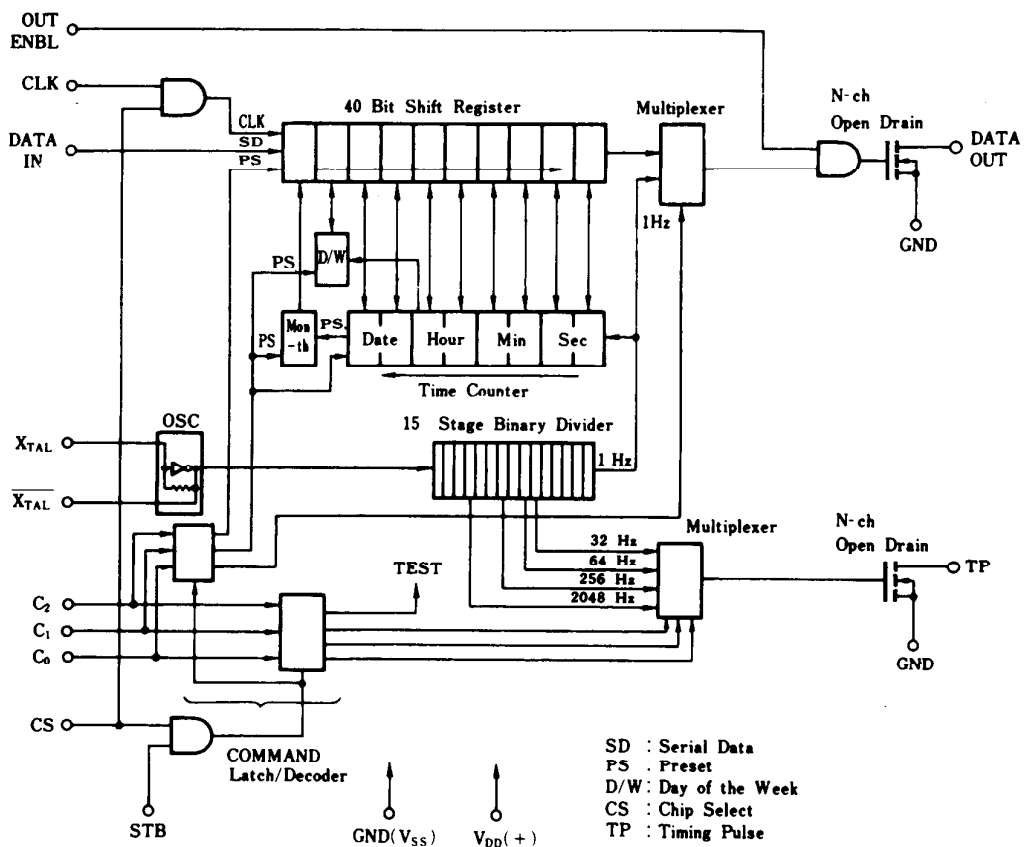 OUT
ENBL
CLK
DATA
IN
40 Bit Shift Register
CLK
SD
PS
Multiplexer
1Hz
N-ch
Open Drain
DATA
OUT
GND
D/W
PS
PS
Mon
-th
PS.
Date
Hour
Min
Sec
Time Counter
OSC
XTAL
XTAL
15 Stage Binary Divider
1 Hz
32 Hz
64 Hz
256 Hz
2048 Hz
Multiplexer
N-ch
Open Drain
TP
GND
TEST
C2
C1
C0
CS
STB
COMMAND
Latch/Decoder
GND(VSS)
VDD(+)
SD : Serial Data
PS . Preset
D/W: Day of the Week
CS : Chip Select
TP : Timing Pulse